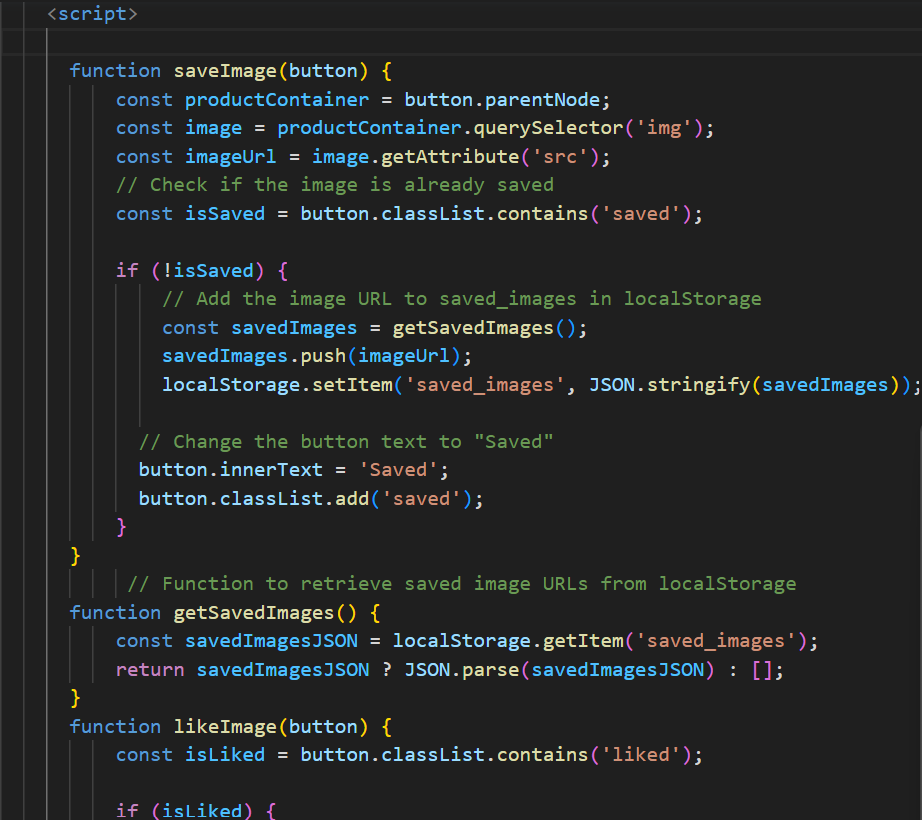 <script>
function saveImage(button) {
const productContainer = button.parentNode;
const image = productContainer.querySelector('img');
const imageUrl = image.getAttribute('src');
// Check if the image is already saved
const isSaved = button.classList.contains('saved');
if (!isSaved) {
// Add the image URL to saved_images in localStorage
const savedImages = getSavedImages();
savedImages.push(imageUrl);
localStorage.setItem('saved_images', JSON.stringify(savedImages));
// Change the button text to "Saved"
button.innerText = 'Saved';
button.classList.add('saved');
}
}
// Function to retrieve saved image URLs from localStorage
function getSavedImages() {
const savedImagesJSON = localStorage.getItem('saved_images');
return savedImagesJSON ? JSON.parse(savedImagesJSON) : [];
}
function likeImage(button) {
const isLiked = button.classList.contains('liked');
if (isLiked) {